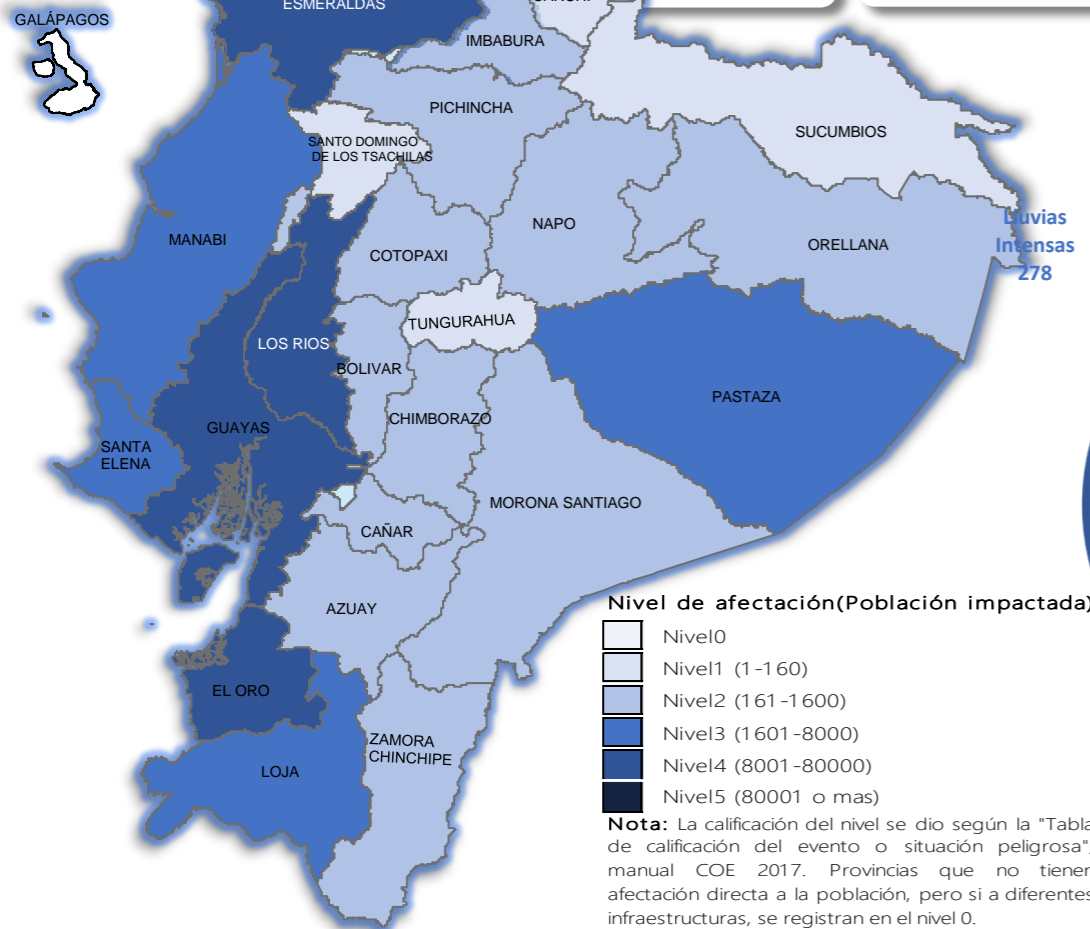 ESMERALDAS
GALÁPAGOS
IMBABURA
PICHINCHA
SUCUMBIOS
SANTO DOMINGO
DE LOS TSACHILAS
NAPO
MANABI
ORELLANA
COTOPAXI
Lluvias
Intensas
278
TUNGURAHUA
LOS RIOS
BOLIVAR
PASTAZA
CHIMBORAZO
GUAYAS
SANTA
ELENA
MORONA SANTIAGO
CAÑAR
AZUAY
EL ORO
ZAMORA
CHINCHIPE
LOJA
Nivel de afectación(Población impactada)
Nivel0
Nivel1 (1-160)
Nivel2 (161-1600)
Nivel3 (1601-8000)
Nivel4 (8001-80000)
Nivel5 (80001 o mas)
Nota: La calificación del nivel se dio según la "Tabla
de calificación del evento o situación peligrosa",
manual COE 2017. Provincias que no tienen
afectación directa a la población, pero si a diferentes
infraestructuras, se registran en el nivel 0.